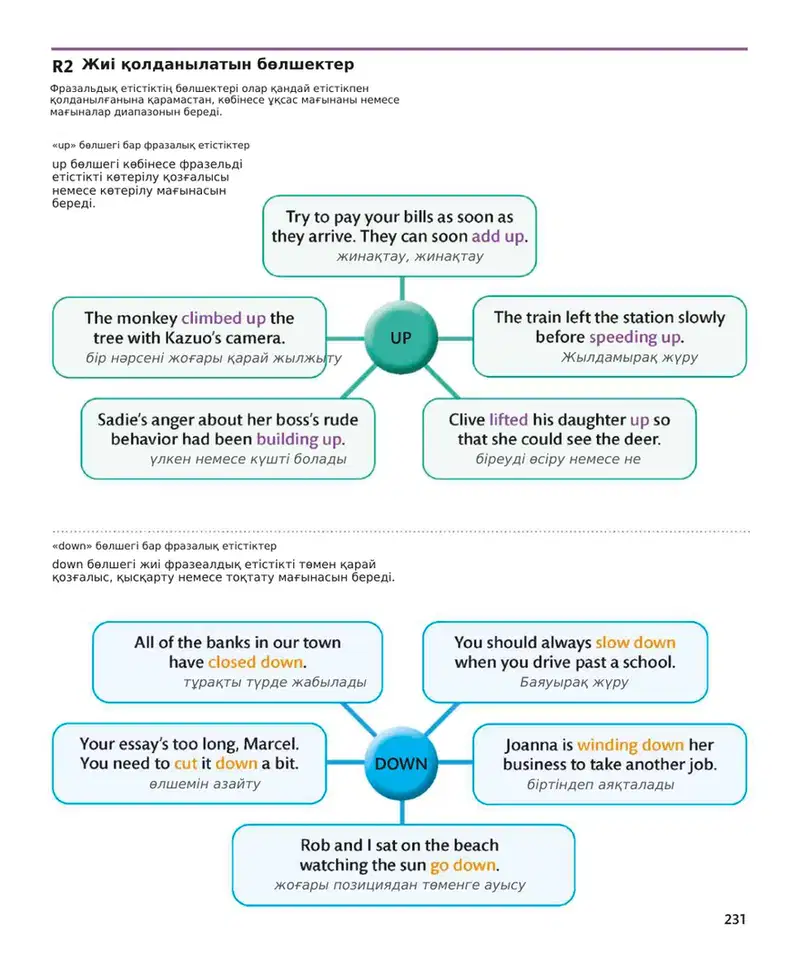 R2 Жиі қолданылатын бөлшектер
Фразальдық етістіктің бөлшектері олар қандай етістікпен
қолданылғанына қарамастан, көбінесе ұқсас мағынаны немесе
мағыналар диапазонын береді.
«up» бөлшегі бар фразалық етістіктер
up бөлшегі көбінесе фразельді
етістікті көтерілу қозғалысы
немесе көтерілу мағынасын
береді.
Try to pay your bills as soon as
they arrive. They can soon add up.
жинақтау, жинақтау
The monkey climbed up the
tree with Kazuo's camera.
бір нәрсені жоғары қарай жылжыту
UP
The train left the station slowly
before speeding up.
Жылдамырақ жүру
Sadie's anger about her boss's rude
behavior had been building up.
үлкен немесе күшті болады
Clive lifted his daughter up so
that she could see the deer.
біреуді өсіру немесе не
«down» бөлшегі бар фразалық етістіктер
down бөлшегі жиі фразеалдық етістікті төмен қарай
қозғалыс, қысқарту немесе тоқтату мағынасын береді.
All of the banks in our town
have closed down.
тұрақты түрде жабылады
You should always slow down
when you drive past a school.
Баяуырақ жүру
Your essay's too long, Marcel.
You need to cut it down a bit.
өлшемін азайту
DOWN
Joanna is winding down her
business to take another job.
біртіндеп аяқталады
Rob and I sat on the beach
watching the sun go down.
жоғары позициядан төменге ауысу
231